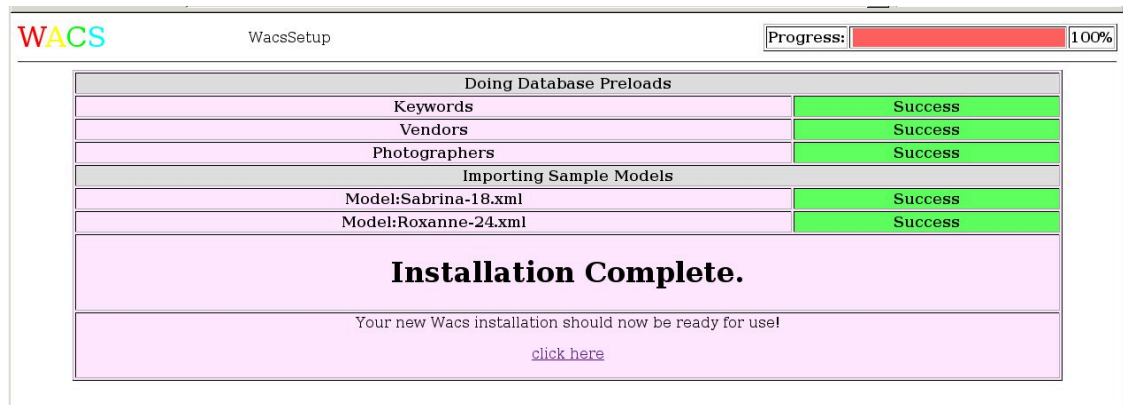 WACS WacsSetup Progress: 100%
Doing Database Preloads
Keywords Success
Vendors Success
Photographers Success
Importing Sample Models
Model:Sabrina-18.xml Success
Model:Roxanne-24.xml Success
Installation Complete.
Your new Wacs installation should now be ready for use!
click here